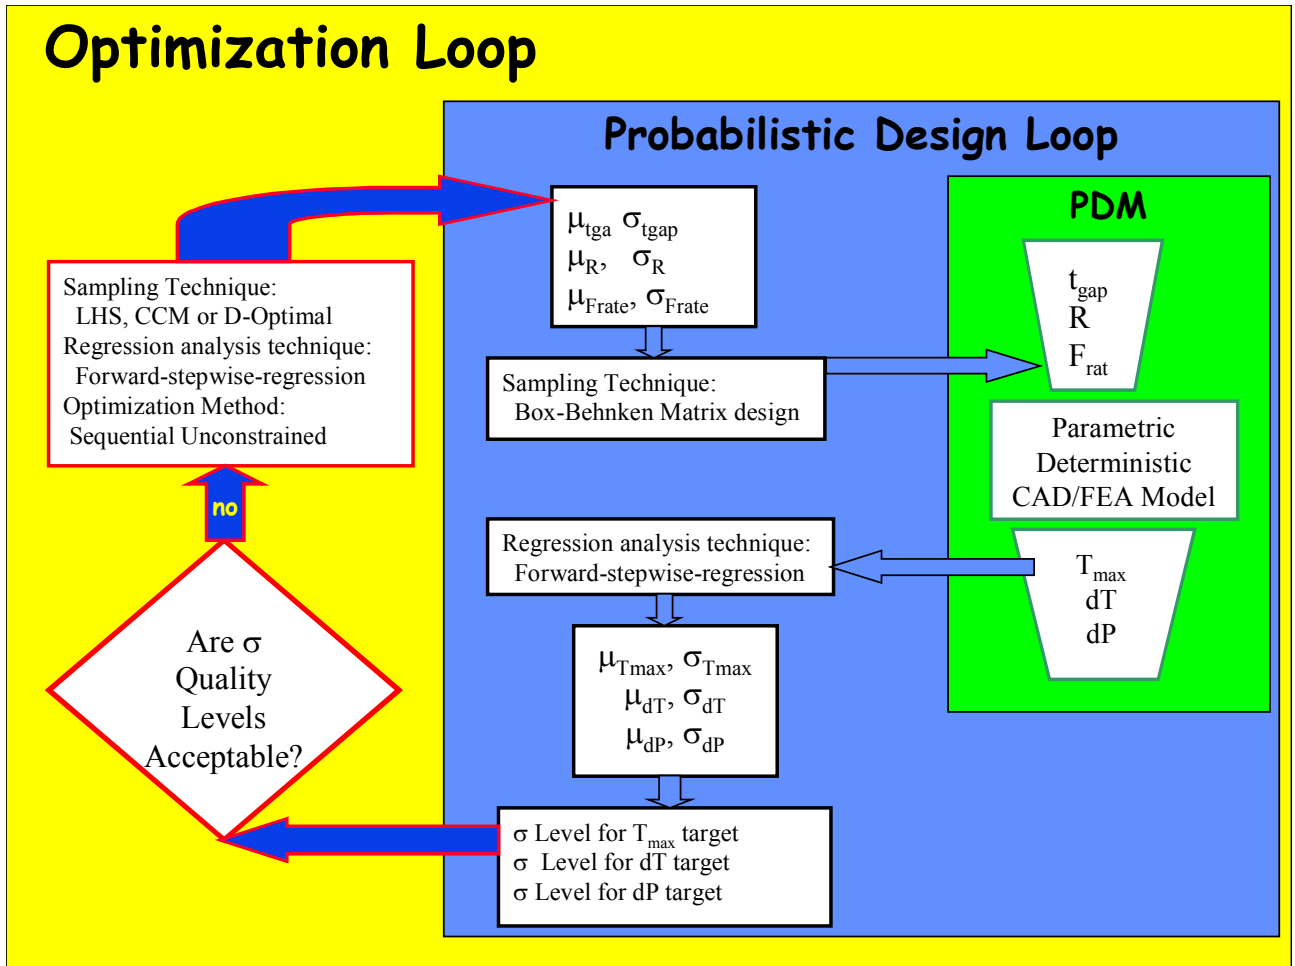 Optimization Loop
Probabilistic Design Loop
PDM
μtga σtgap
μR, σR
μFrate, σFrate
tgap
R
Frat
Sampling Technique:
LHS, CCM or D-Optimal
Regression analysis technique:
Forward-stepwise-regression
Optimization Method:
Sequential Unconstrained
Sampling Technique:
Box-Behnken Matrix design
Parametric
Deterministic
CAD/FEA Model
no
Regression analysis technique:
Forward-stepwise-regression
Tmax
dT
dP
Are σ
Quality
Levels
Acceptable?
μTmax, σTmax
μdT, σdT
μdP, σdP
σ Level for Tmax target
σ Level for dT target
σ Level for dP target